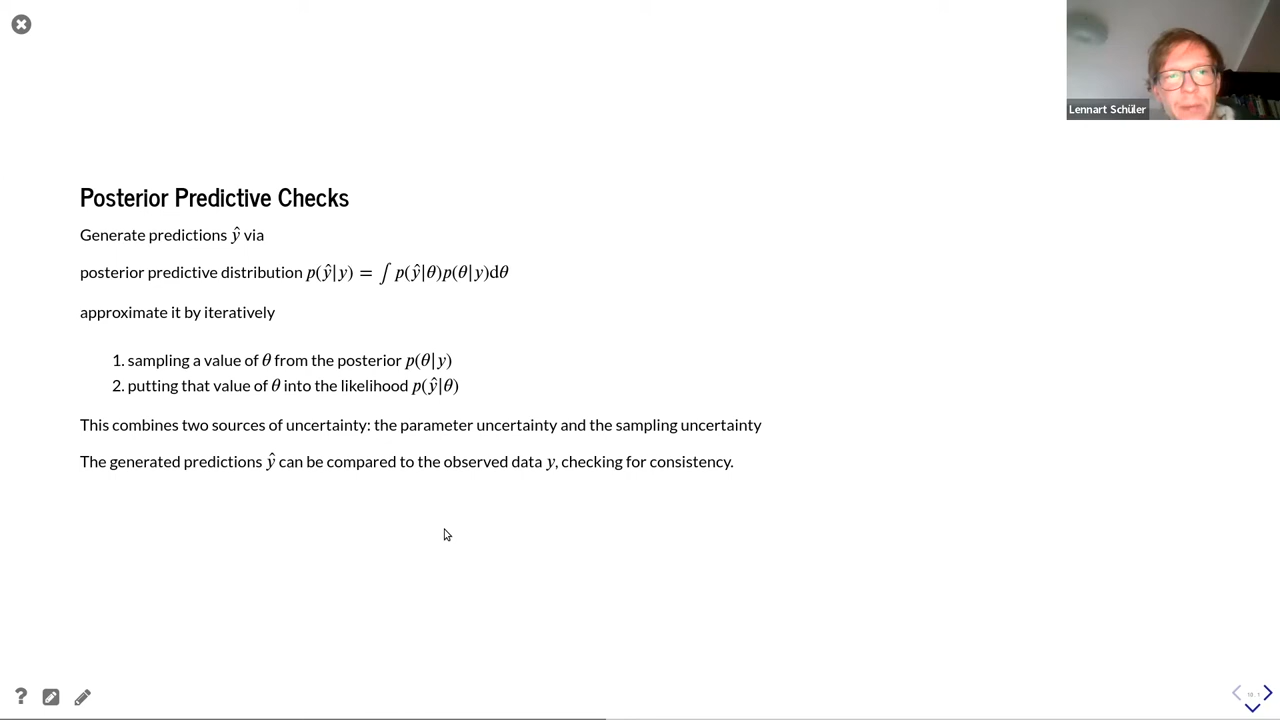 Lennart Schüler
Posterior Predictive Checks
Generate predictions ŷ via
posterior predictive distribution p(ŷ|y) = ∫ p(ŷ|θ)p(θ|y)dθ
approximate it by iteratively
1. sampling a value of θ from the posterior p(θ|y)
2. putting that value of θ into the likelihood p(ŷ|θ)
This combines two sources of uncertainty: the parameter uncertainty and the sampling uncertainty
The generated predictions ŷ can be compared to the observed data y, checking for consistency.
?